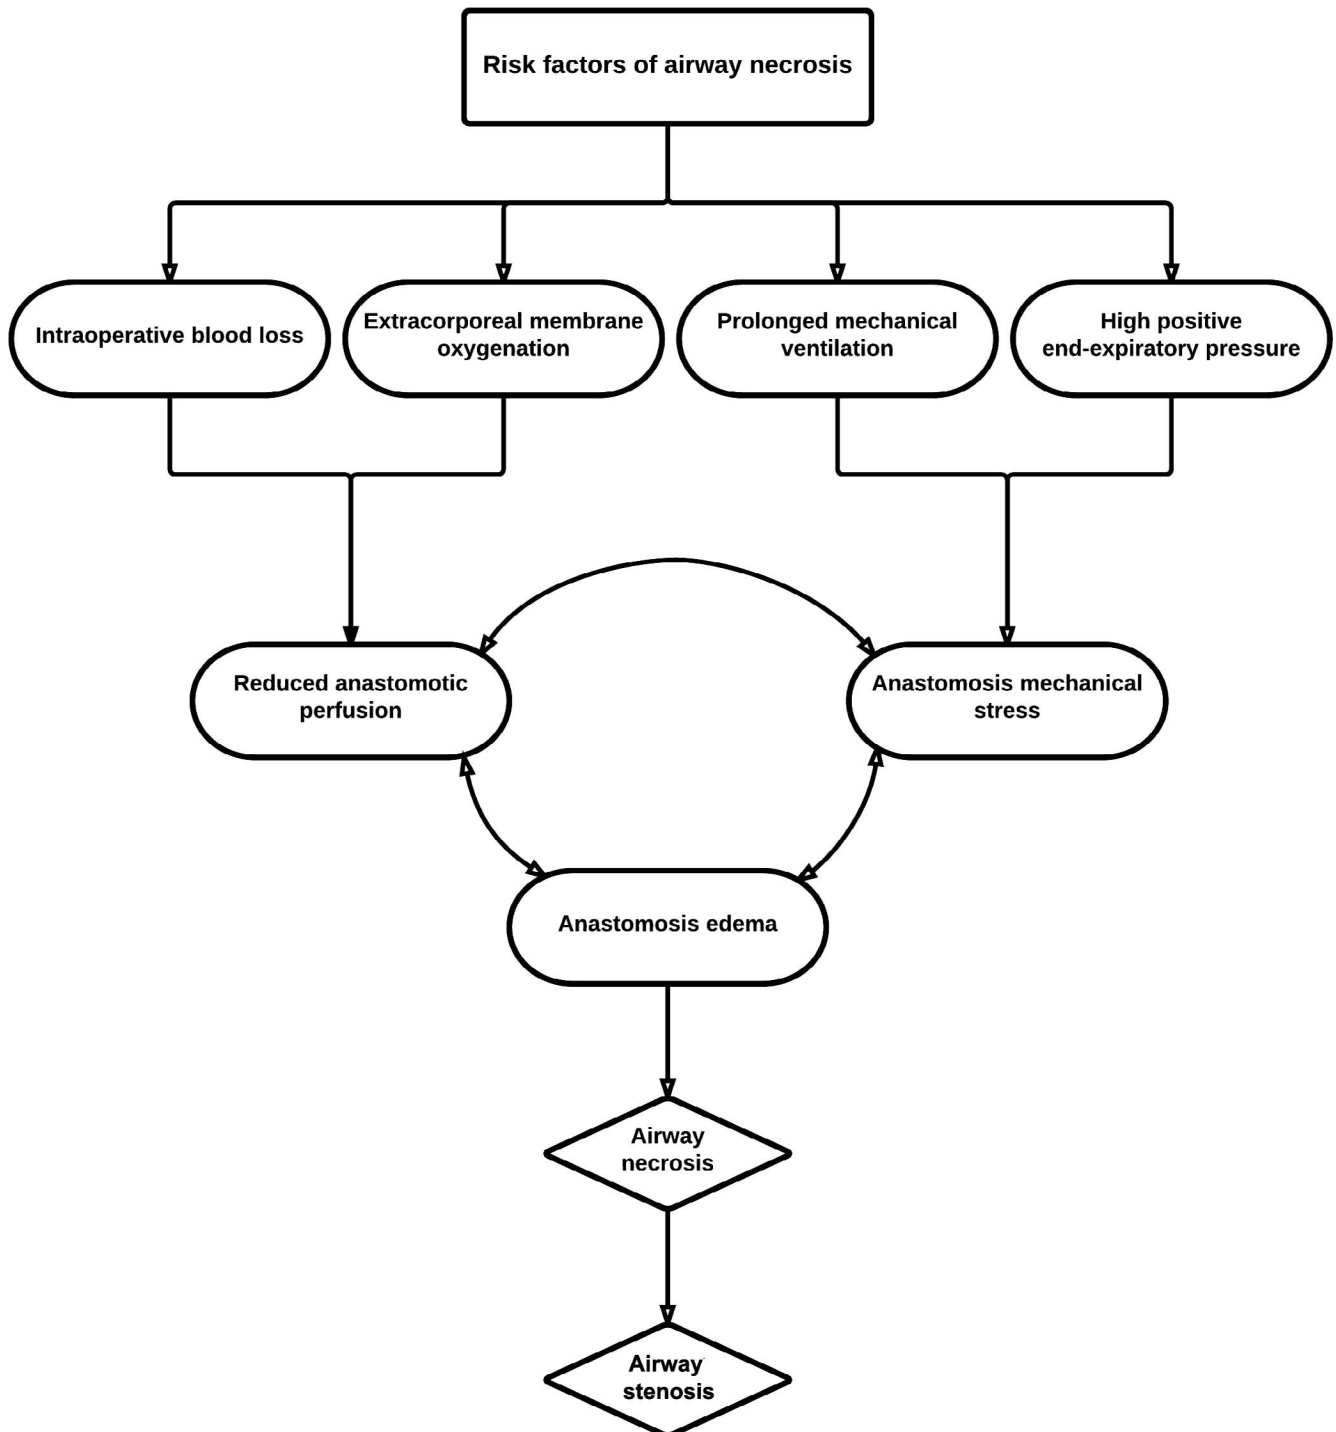 Risk factors of airway necrosis
Intraoperative blood loss
Extracorporeal membrane
oxygenation
Prolonged mechanical
ventilation
High positive
end-expiratory pressure
Reduced anastomotic
perfusion
Anastomosis mechanical
stress
Anastomosis edema
Airway
necrosis
Airway
stenosis